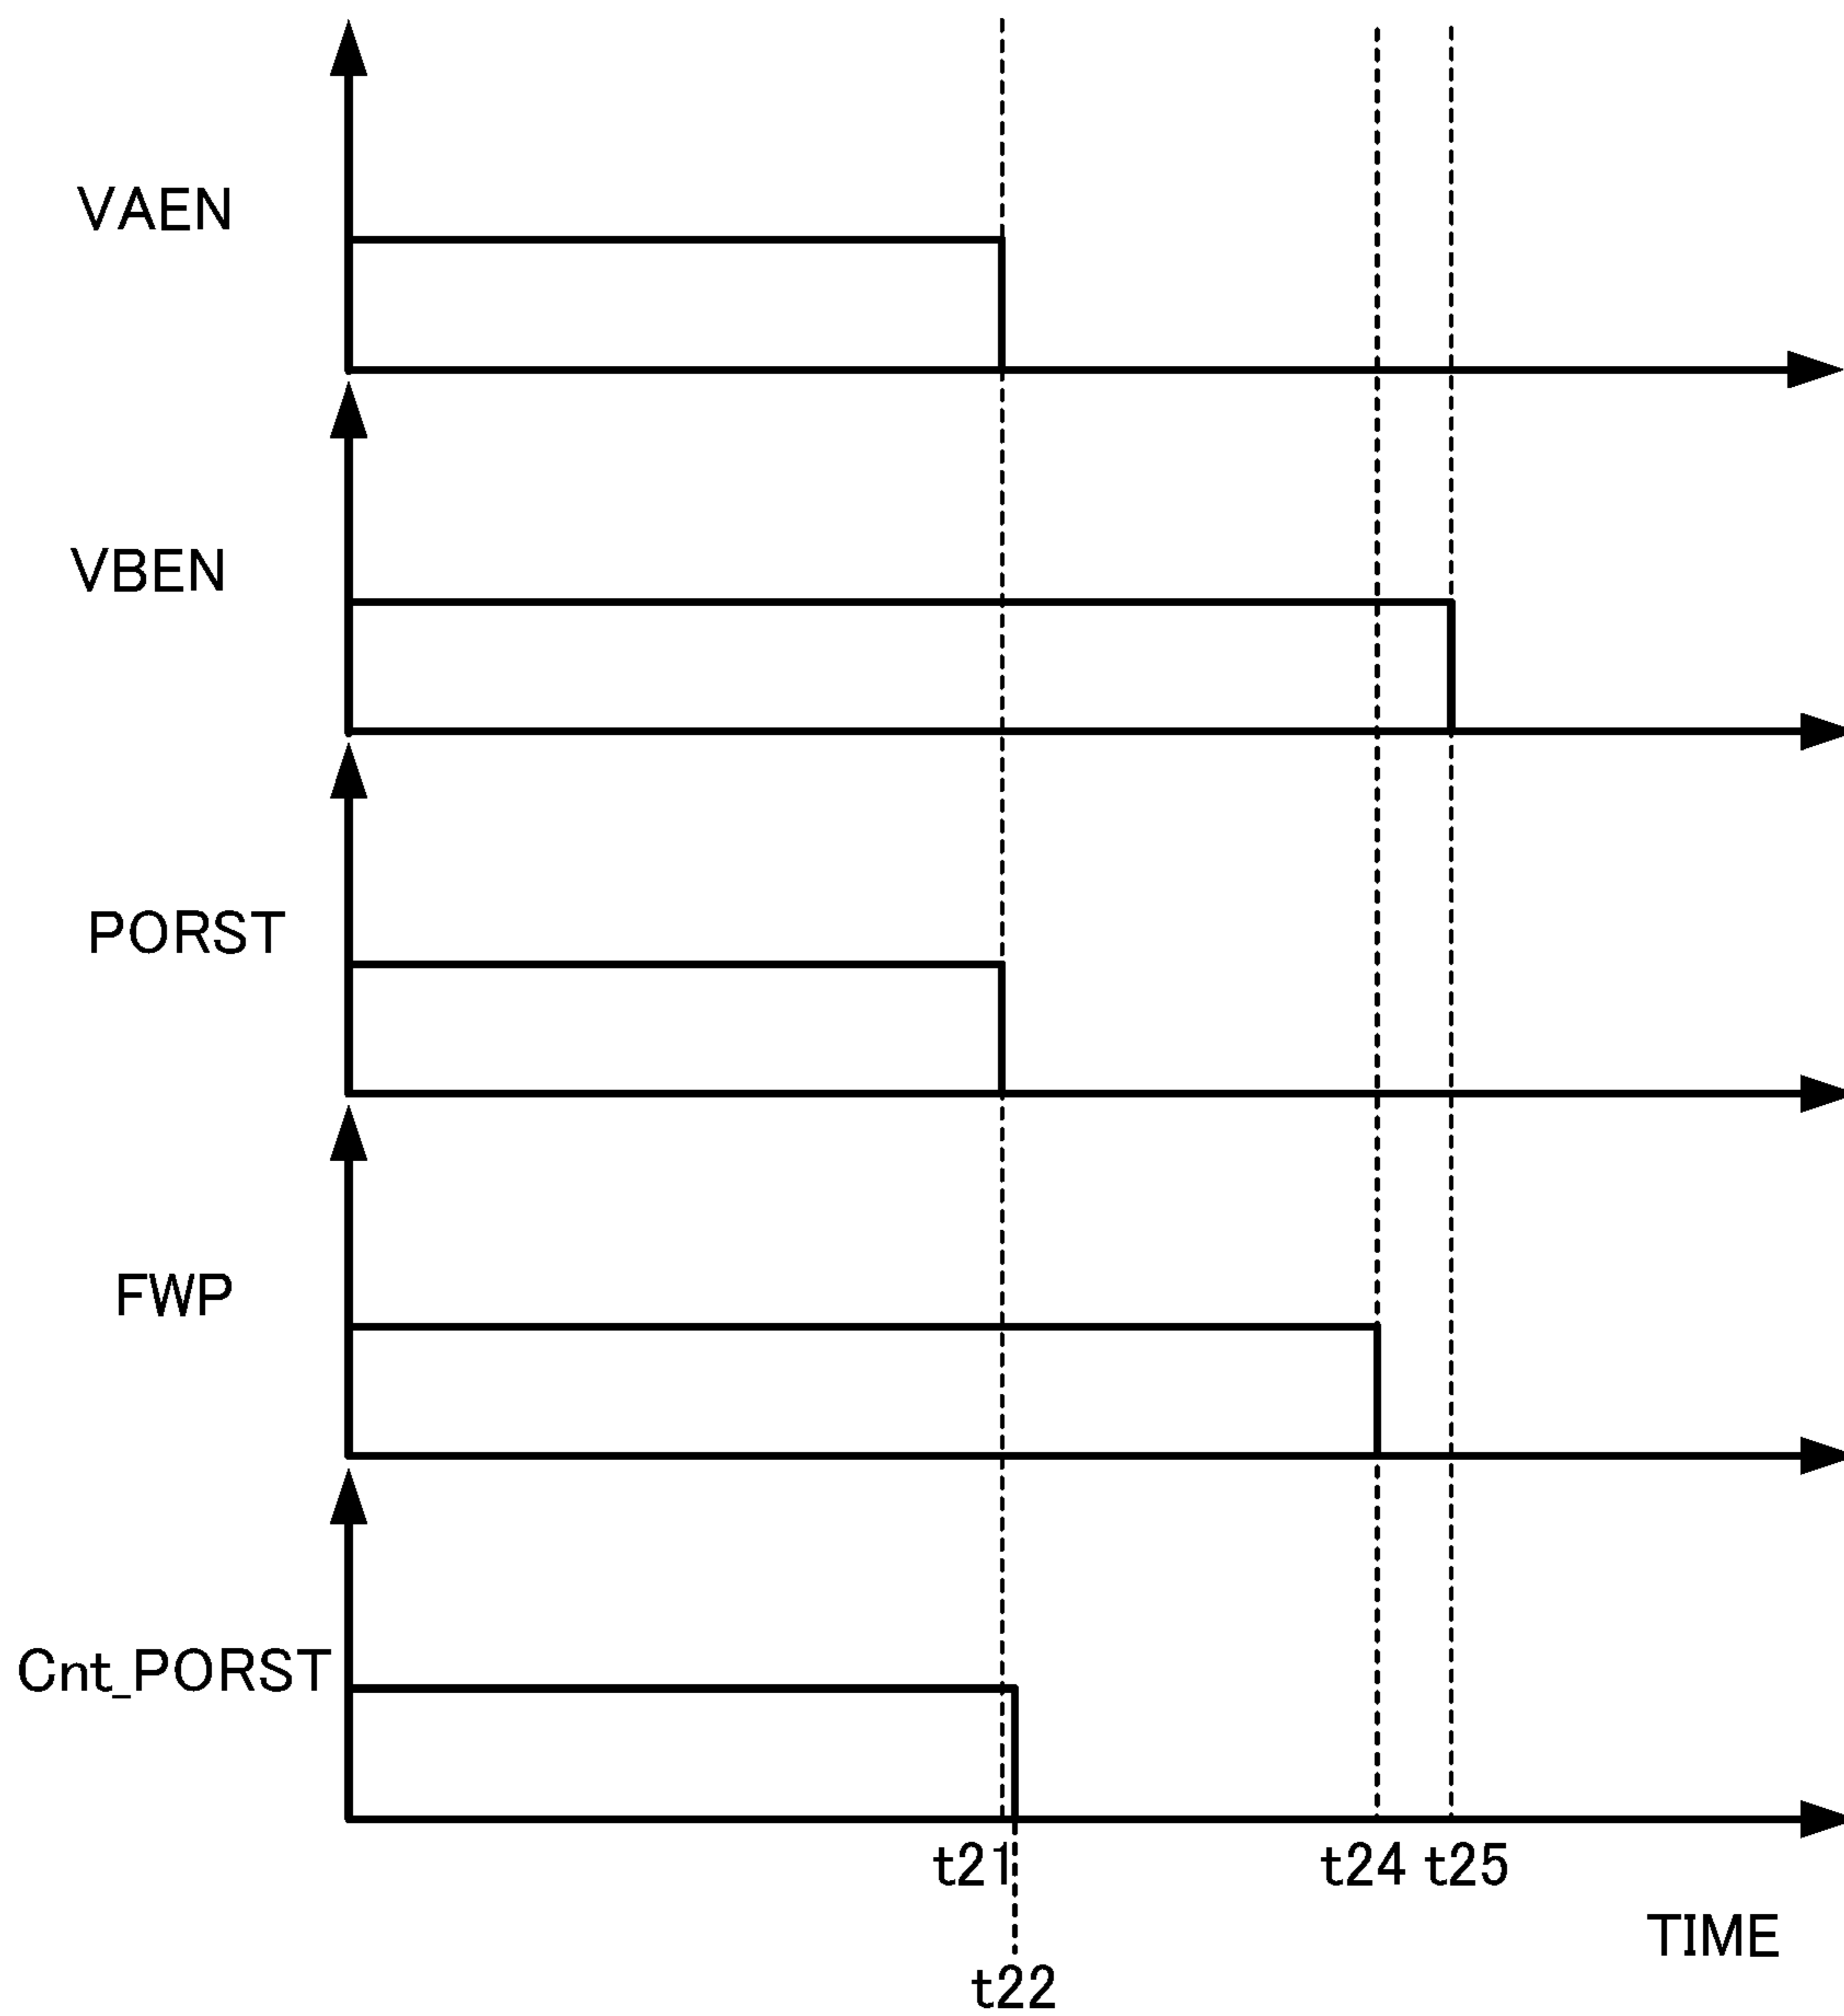 VAEN
VBEN
PORST
FWP
Cnt_PORST
t21 t24 t25
TIME
t22